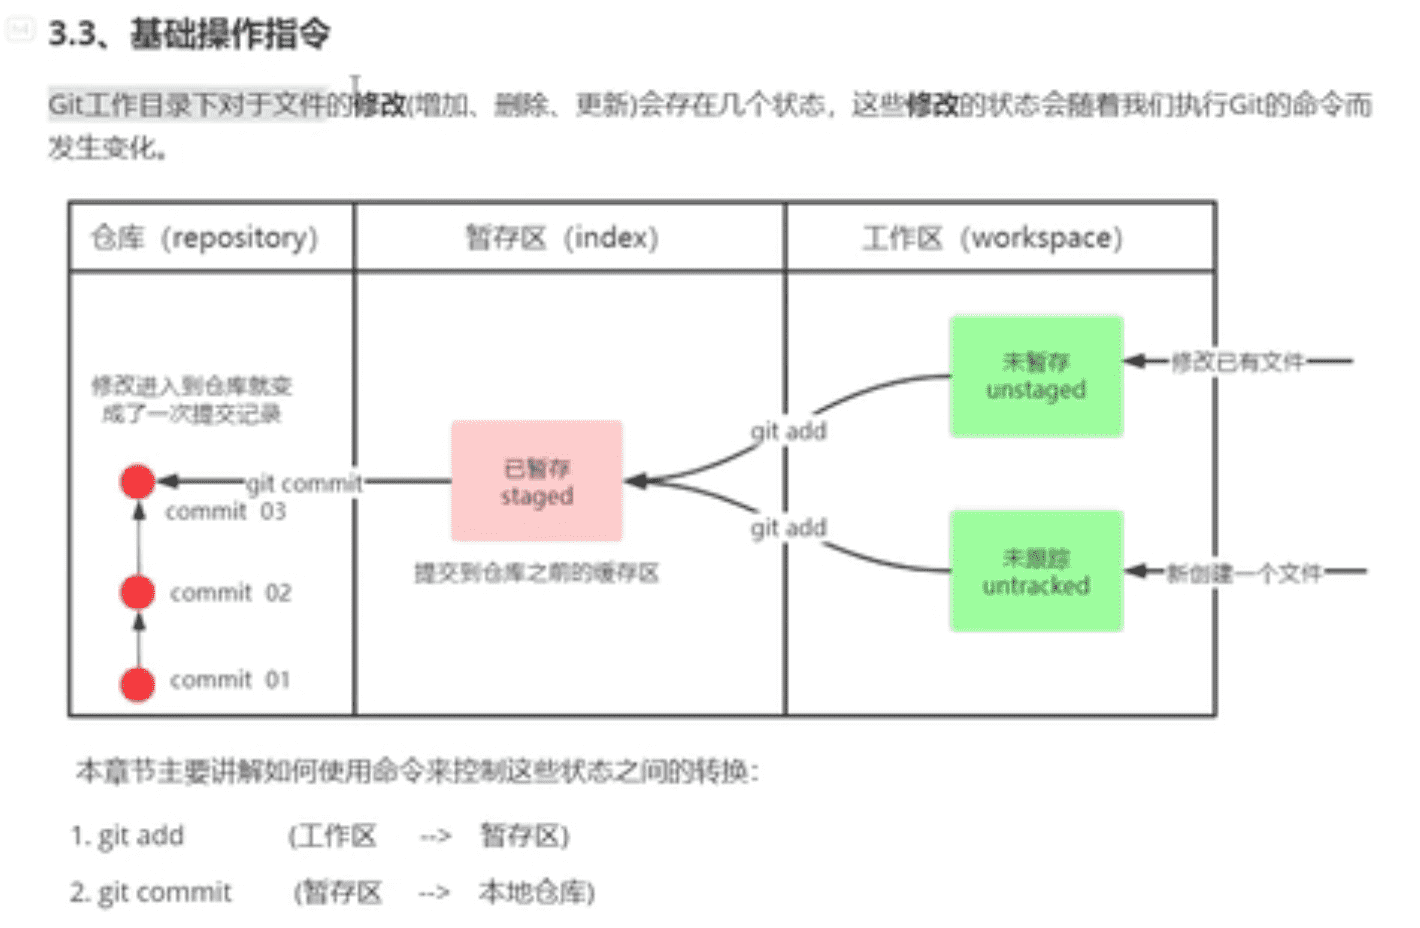 3.3、基础操作指令
Git工作目录下对于文件的修改(增加、删除、更新)会存在几个状态，这些修改的状态会随着我们执行Git的命令而
发生变化。
仓库（repository）
暂存区（index）
工作区（workspace）
未暂存
unstaged
修改已有文件
修改进入到仓库就变
成了一次提交记录
git add
已暂存
staged
git commit
commit 03
git add
未跟踪
untracked
新创建一个文件
提交到仓库之前的缓存区
commit 02
commit 01
本章节主要讲解如何使用命令来控制这些状态之间的转换：
1. git add (工作区 --> 暂存区)
2. git commit (暂存区 --> 本地仓库)